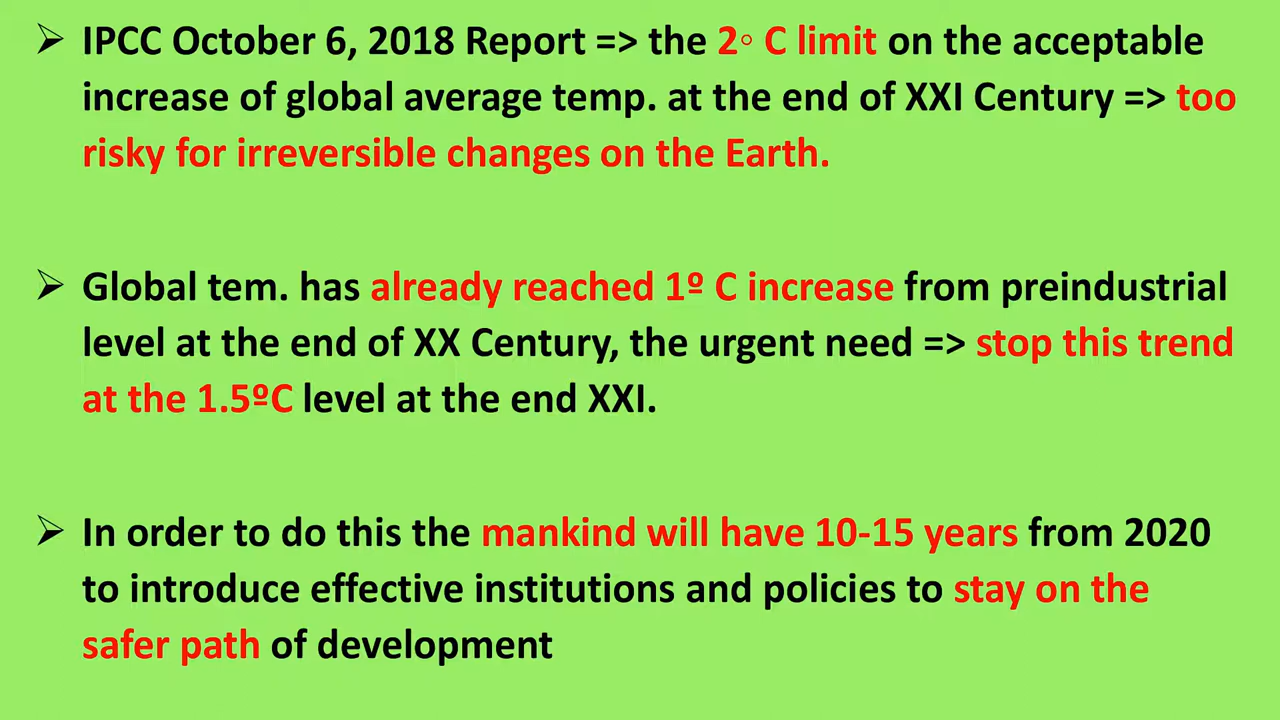 ➢ IPCC October 6, 2018 Report => the 2◦ C limit on the acceptable
increase of global average temp. at the end of XXI Century => too
risky for irreversible changes on the Earth.
➢ Global tem. has already reached 1º C increase from preindustrial
level at the end of XX Century, the urgent need => stop this trend
at the 1.5ºC level at the end XXI.
➢ In order to do this the mankind will have 10-15 years from 2020
to introduce effective institutions and policies to stay on the
safer path of development